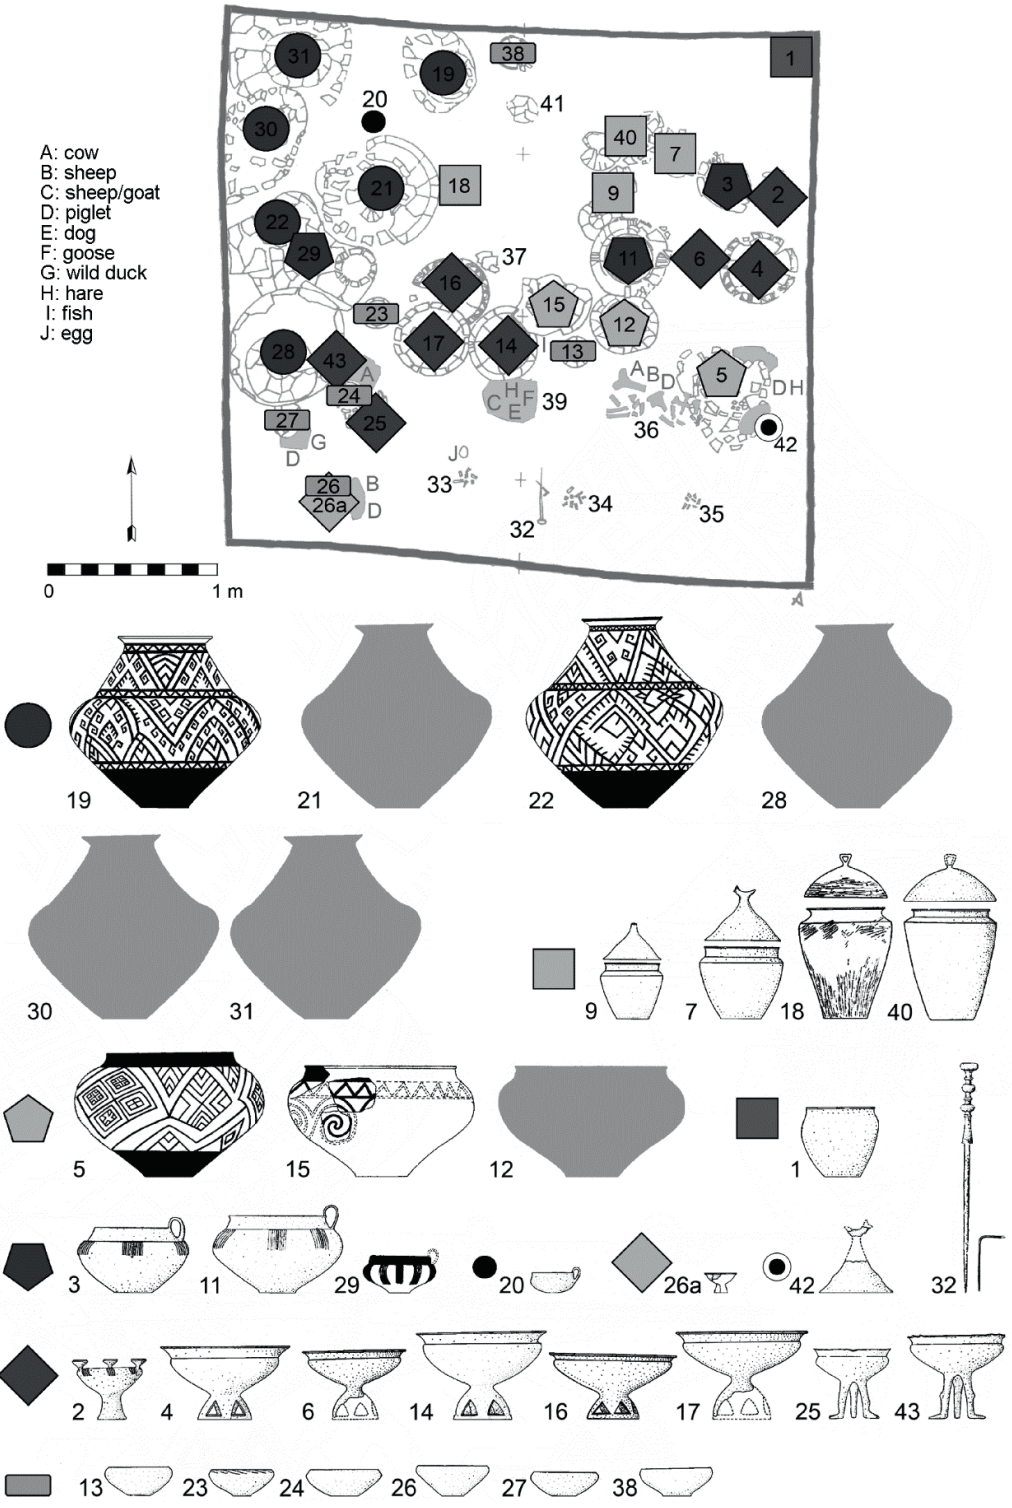 31
19
38
1
20
41
30
40
7
21
18
9
3
2
22
29
37
11
6
4
16
15
23
12
28
43
17
14
I
13
A
24
H
C
F
E
39
A
B
D
36
5
D H
42
27
G
D
25
26
26a
B
D
J
33
32
34
35
A: cow
B: sheep
C: sheep/goat
D: piglet
E: dog
F: goose
G: wild duck
H: hare
I: fish
J: egg
0 1 m
19 21 22 28
30 31 9 7 18 40
5 15 12 1
3 11 29 20 26a 42 32
2 4 6 14 16 17 25 43
13 23 24 26 27 38